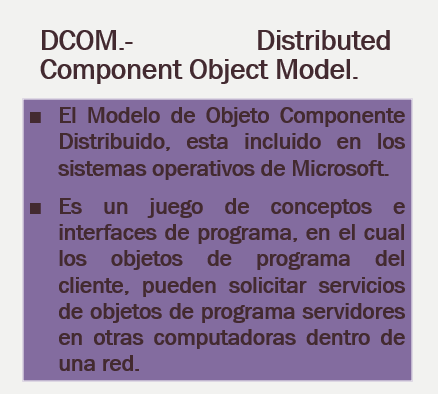 DCOM.- Distributed
Component Object Model.
El Modelo de Objeto Componente
Distribuido, esta incluido en los
sistemas operativos de Microsoft.
Es un juego de conceptos e
interfaces de programa, en el cual
los objetos de programa del
cliente, pueden solicitar servicios
de objetos de programa servidores
en otras computadoras dentro de
una red.